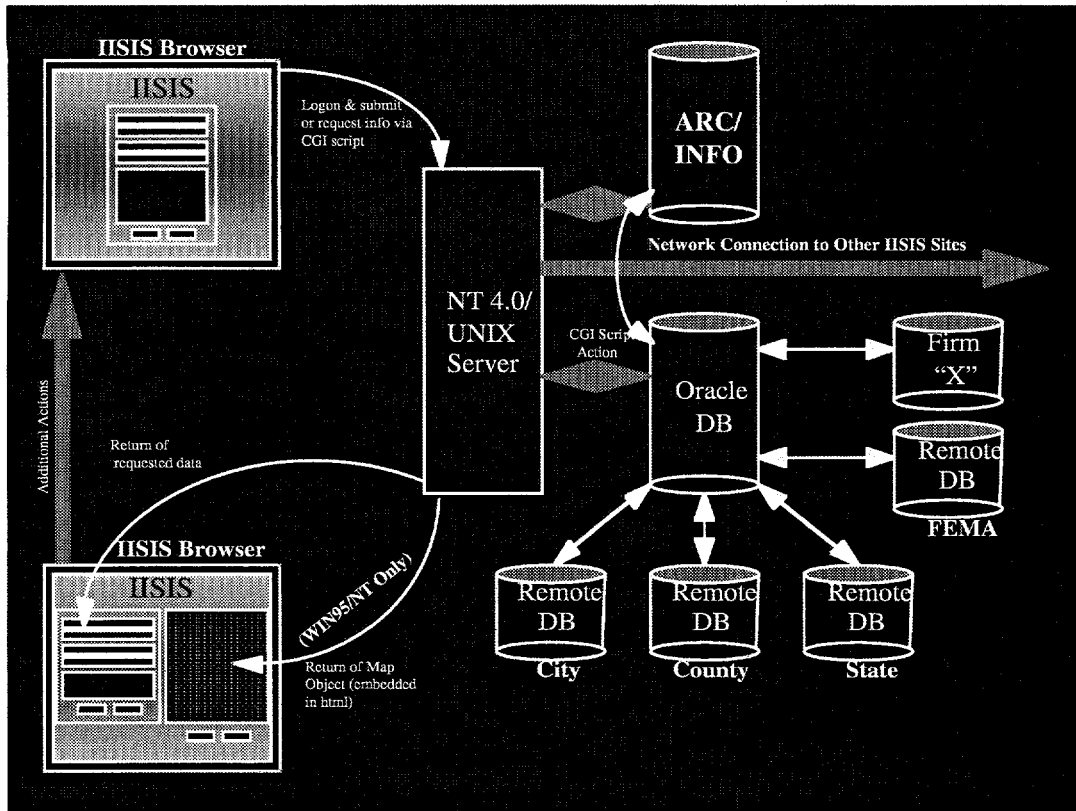 IISIS Browser
IISIS
Logon & submit
or request info via
CGI script
ARC/
INFO
Network Connection to Other IISIS Sites
NT 4.0/
UNIX
Server
CGI Script
Action
Oracle
DB
Firm
“X”
Remote
DB
FEMA
Additional Actions
Return of
requested data
IISIS Browser
IISIS
(WIN95/NT Only)
Return of Map
Object (embedded
in html)
Remote
DB
City
Remote
DB
County
Remote
DB
State